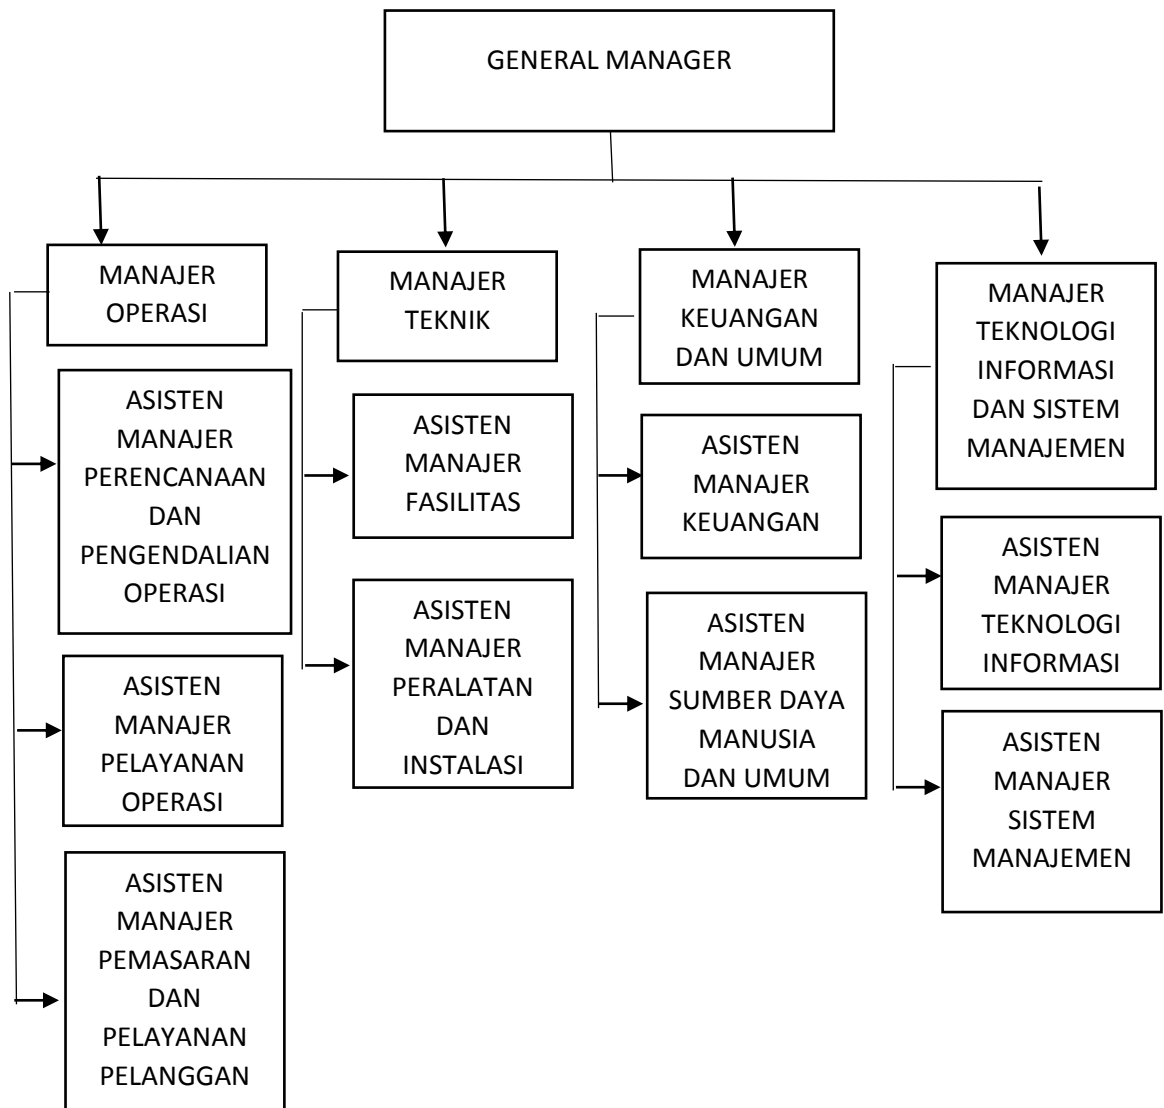 GENERAL MANAGER
MANAJER
OPERASI
ASISTEN
MANAJER
PERENCANAAN
DAN
PENGENDALIAN
OPERASI
ASISTEN
MANAJER
PELAYANAN
OPERASI
ASISTEN
MANAJER
PEMASARAN
DAN
PELAYANAN
PELANGGAN
MANAJER
TEKNIK
ASISTEN
MANAJER
FASILITAS
ASISTEN
MANAJER
PERALATAN
DAN
INSTALASI
MANAJER
KEUANGAN
DAN UMUM
ASISTEN
MANAJER
KEUANGAN
ASISTEN
MANAJER
SUMBER DAYA
MANUSIA
DAN UMUM
MANAJER
TEKNOLOGI
INFORMASI
DAN SISTEM
MANAJEMEN
ASISTEN
MANAJER
TEKNOLOGI
INFORMASI
ASISTEN
MANAJER
SISTEM
MANAJEMEN